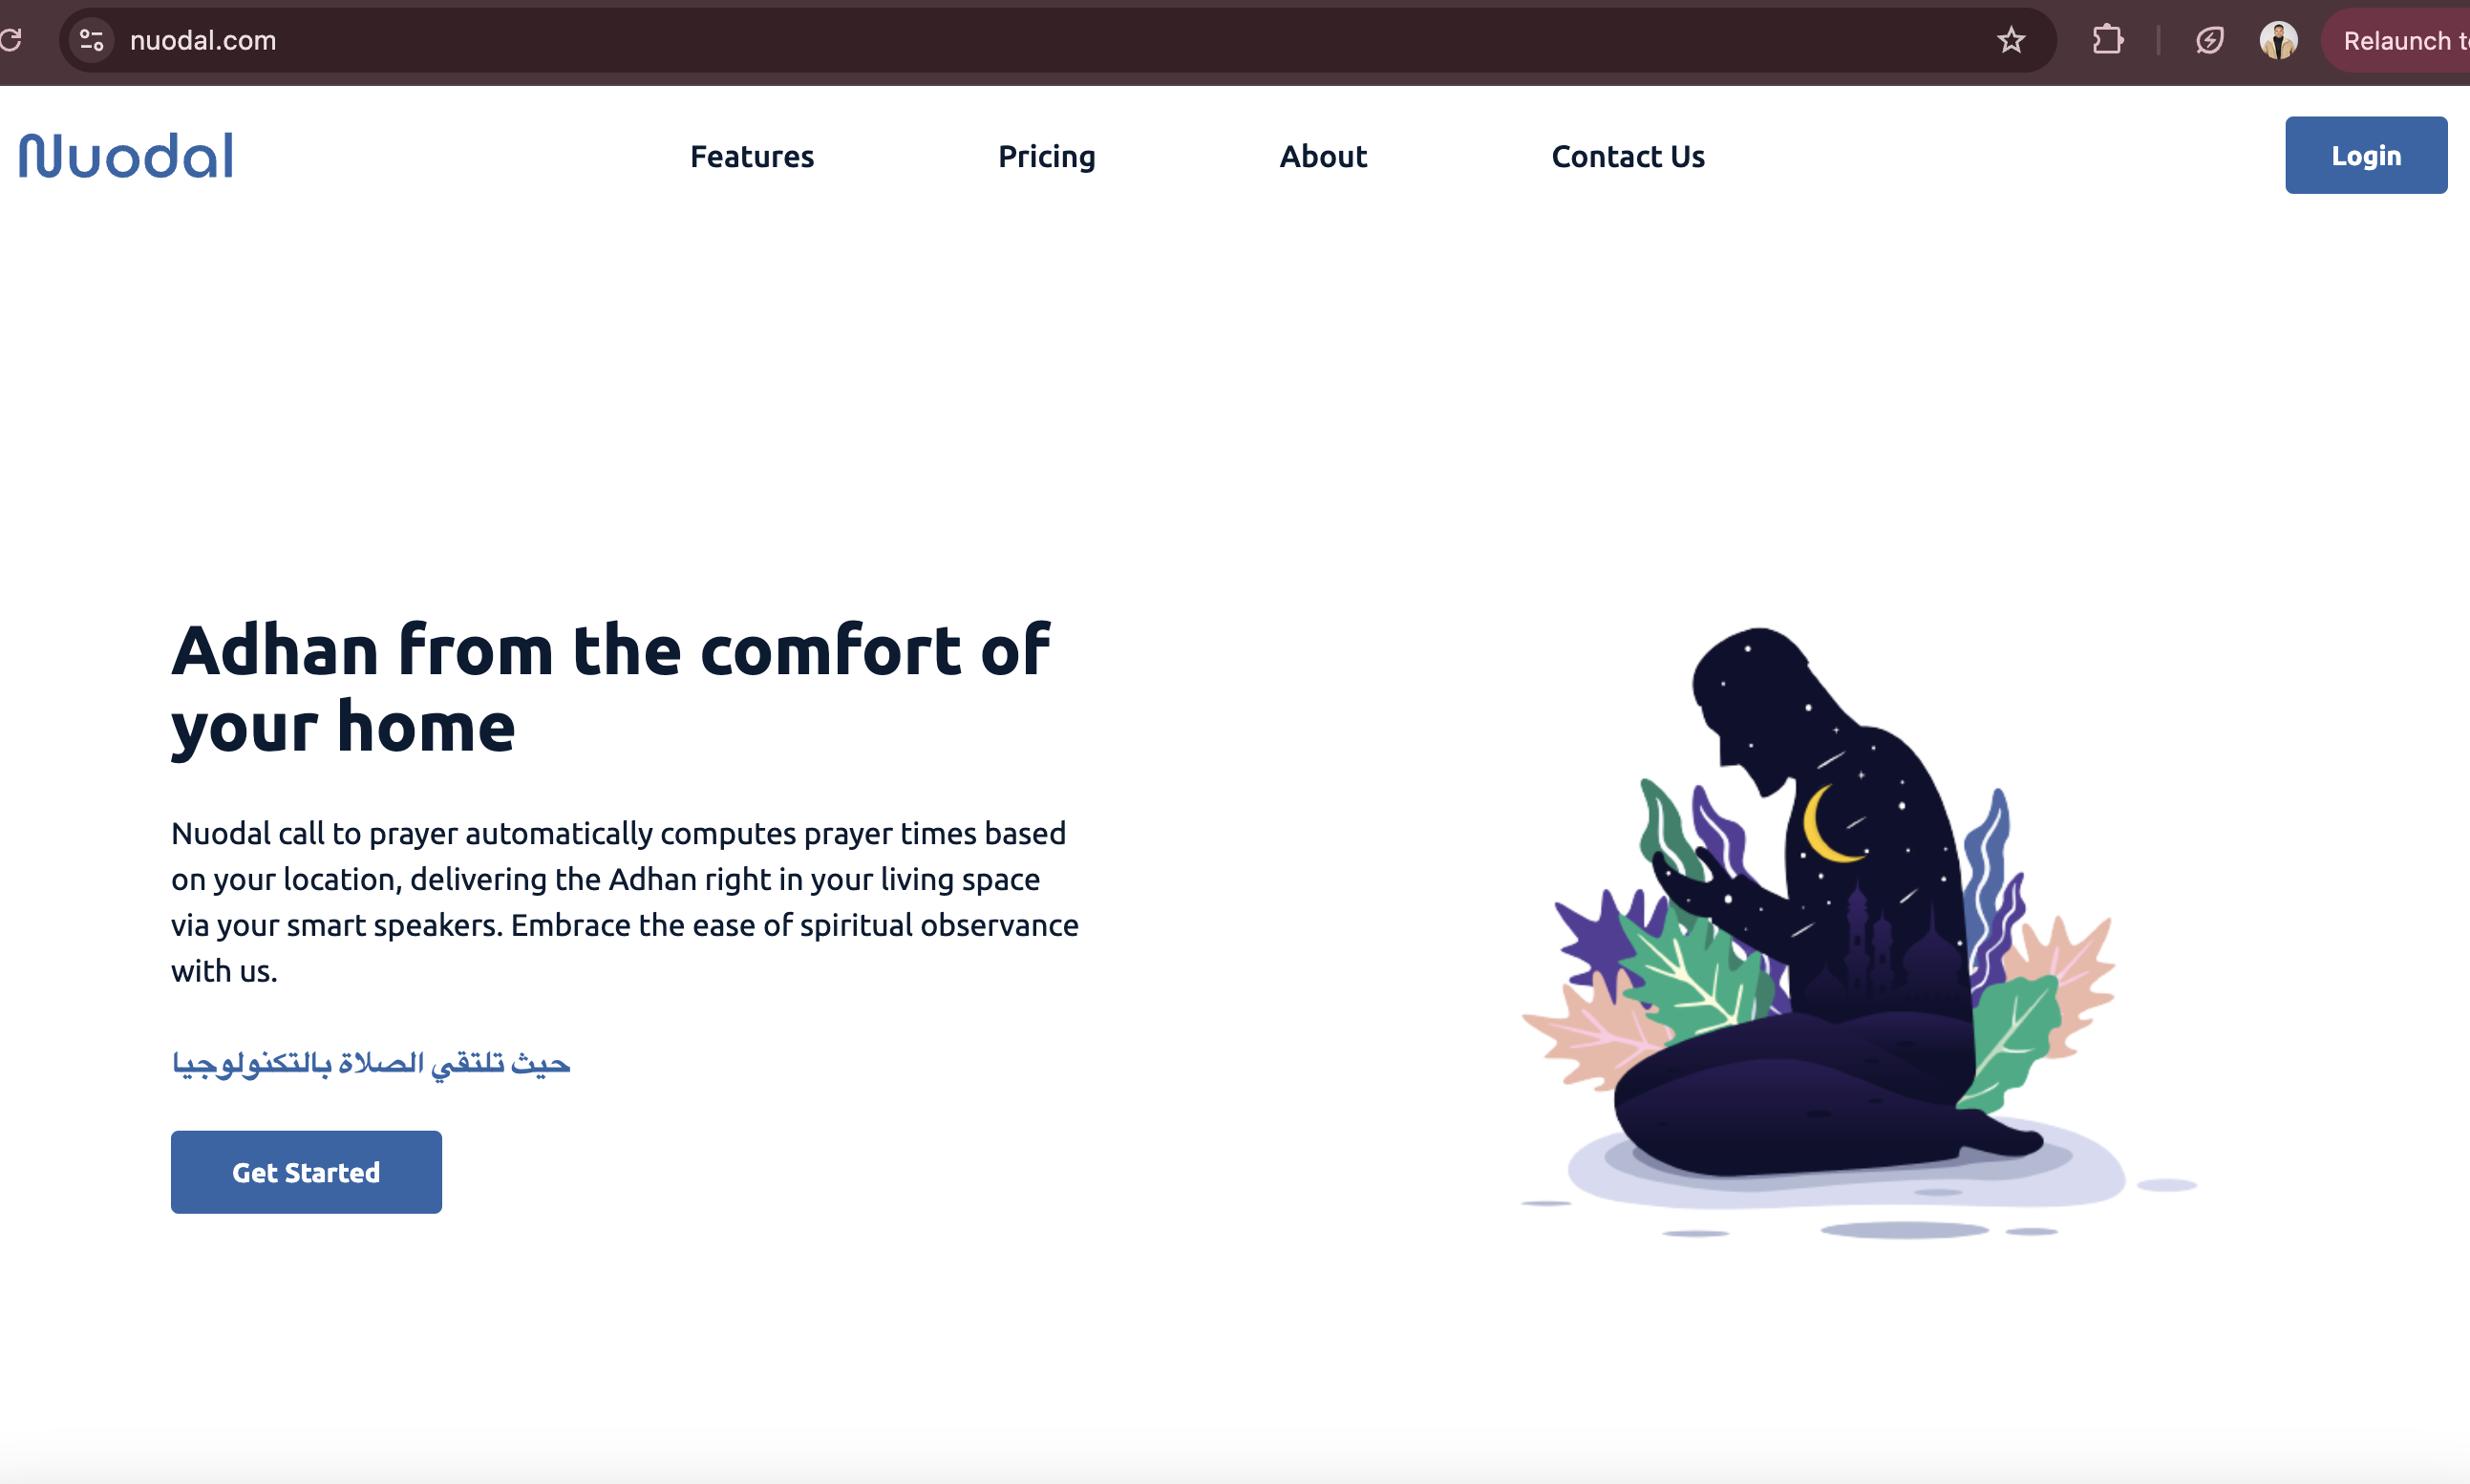 nuodal.com
Relaunch
Nuodal
Features
Pricing
About
Contact Us
Login
Adhan from the comfort of
your home
Nuodal call to prayer automatically computes prayer times based
on your location, delivering the Adhan right in your living space
via your smart speakers. Embrace the ease of spiritual observance
with us.
حيث تلتقي الصلاة بالتكنولوجيا
Get Started